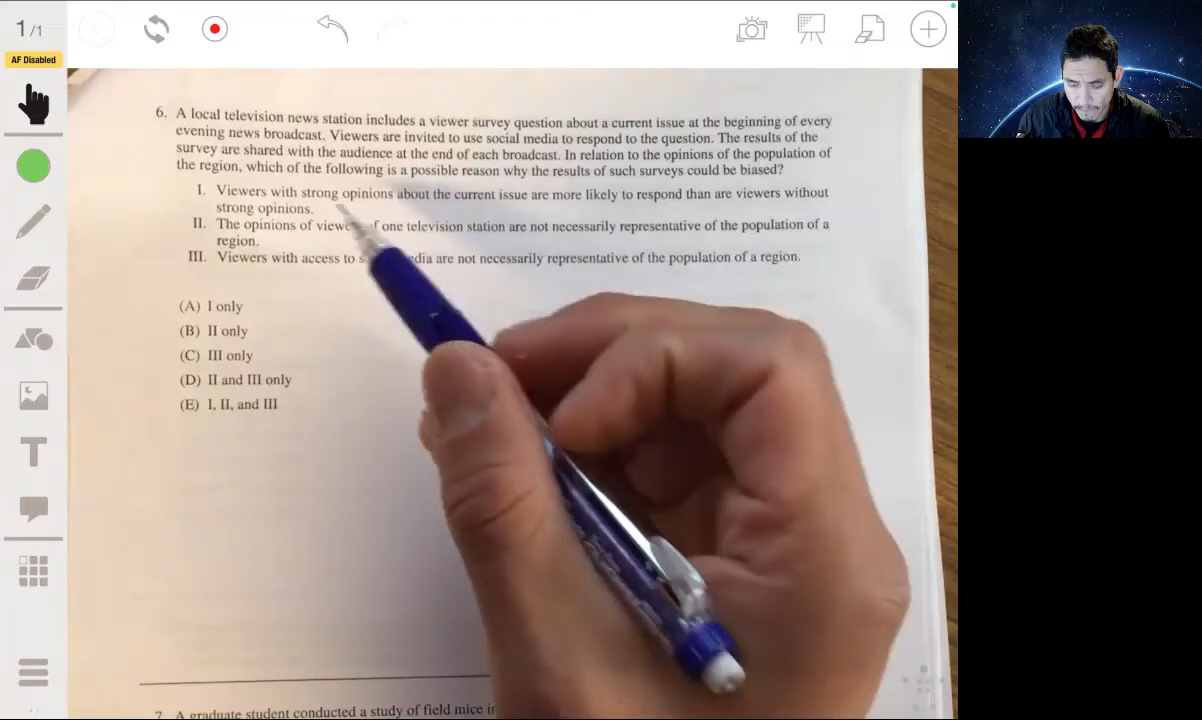 1/1
AF Disabled
6. A local television news station includes a viewer survey question about a current issue at the beginning of every
evening news broadcast. Viewers are invited to use social media to respond to the question. The results of the
survey are shared with the audience at the end of each broadcast. In relation to the opinions of the population of
the region, which of the following is a possible reason why the results of such surveys could be biased?
I. Viewers with strong opinions about the current issue are more likely to respond than are viewers without
strong opinions.
II. The opinions of viewe f one television station are not necessarily representative of the population of a
region.
III. Viewers with access to s edia are not necessarily representative of the population of a region.
(A) I only
(B) II only
(C) III only
(D) II and III only
(E) I, II, and III
7 A graduate student conducted a study of field mice i
T